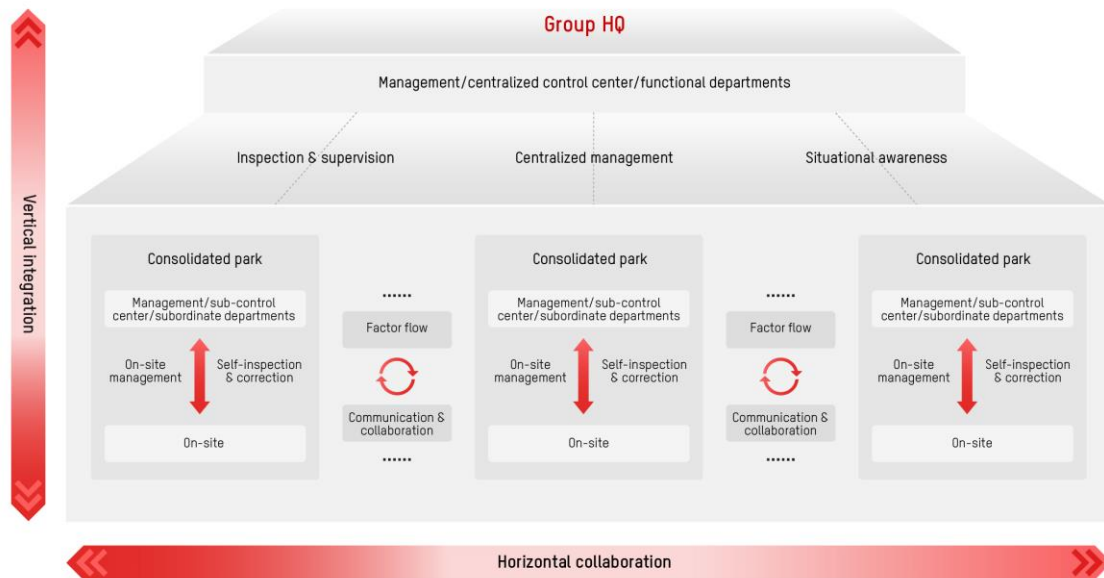 Group HQ
Management/centralized control center/functional departments
Inspection & supervision
Centralized management
Situational awareness
Vertical integration
Consolidated park
Management/sub-control
center/subordinate departments
On-site
management
Self-inspection
& correction
On-site
......
Factor flow
Communication &
collaboration
......
Consolidated park
Management/sub-control
center/subordinate departments
On-site
management
Self-inspection
& correction
On-site
......
Factor flow
Communication &
collaboration
......
Consolidated park
Management/sub-control
center/subordinate departments
On-site
management
Self-inspection
& correction
On-site
Horizontal collaboration